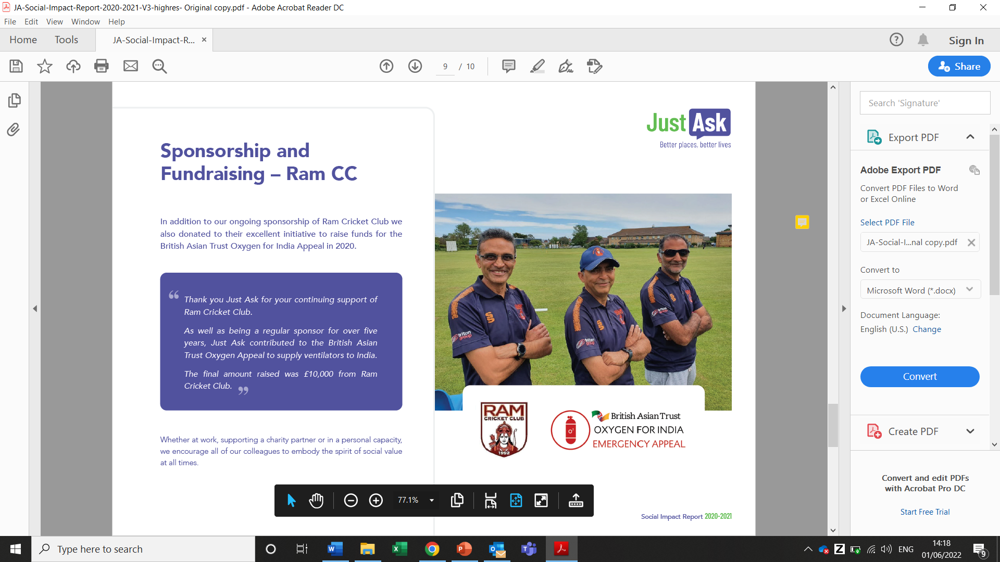 JA-Social-Impact-Report-2020-2021-V3-highres- Original copy.pdf - Adobe Acrobat Reader DC
File Edit View Window Help
Home Tools JA-Social-Impact-R... ×
? Sign In
9 / 10
Share
Search 'Signature'
Export PDF
Adobe Export PDF
Convert PDF Files to Word
or Excel Online
Select PDF File
JA-Social-I...nal copy.pdf
Convert to
Microsoft Word (*.docx)
Document Language:
English (U.S.) Change
Convert
Create PDF
Convert and edit PDFs
with Acrobat Pro DC
Start Free Trial
Just Ask
Better places, better lives
Sponsorship and
Fundraising – Ram CC
In addition to our ongoing sponsorship of Ram Cricket Club we
also donated to their excellent initiative to raise funds for the
British Asian Trust Oxygen for India Appeal in 2020.
“ Thank you Just Ask for your continuing support of
Ram Cricket Club.
As well as being a regular sponsor for over five
years, Just Ask contributed to the British Asian
Trust Oxygen Appeal to supply ventilators to India.
The final amount raised was £10,000 from Ram
Cricket Club. ”
Whether at work, supporting a charity partner or in a personal capacity,
we encourage all of our colleagues to embody the spirit of social value
at all times.
triton
group
RAM
triton
group
RAM
triton
group
RAM
CRICKET CLUB
1992
O²
British Asian Trust
OXYGEN FOR INDIA
EMERGENCY APPEAL
77.1%
Social Impact Report 2020-2021
Type here to search
ENG
14:18
01/06/2022
9